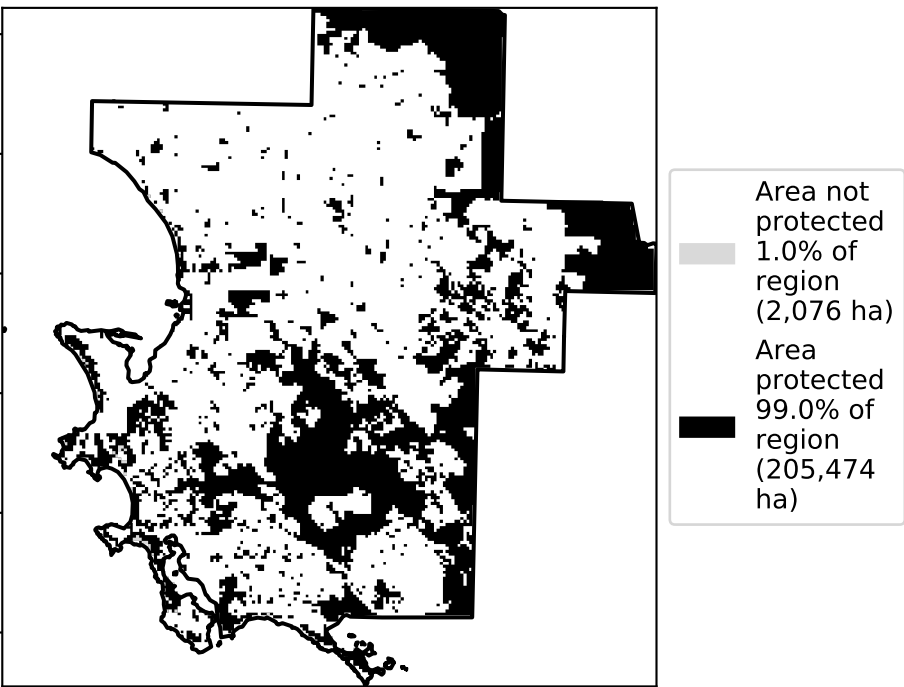 Area not
protected
1.0% of
region
(2,076 ha)
Area
protected
99.0% of
region
(205,474
ha)